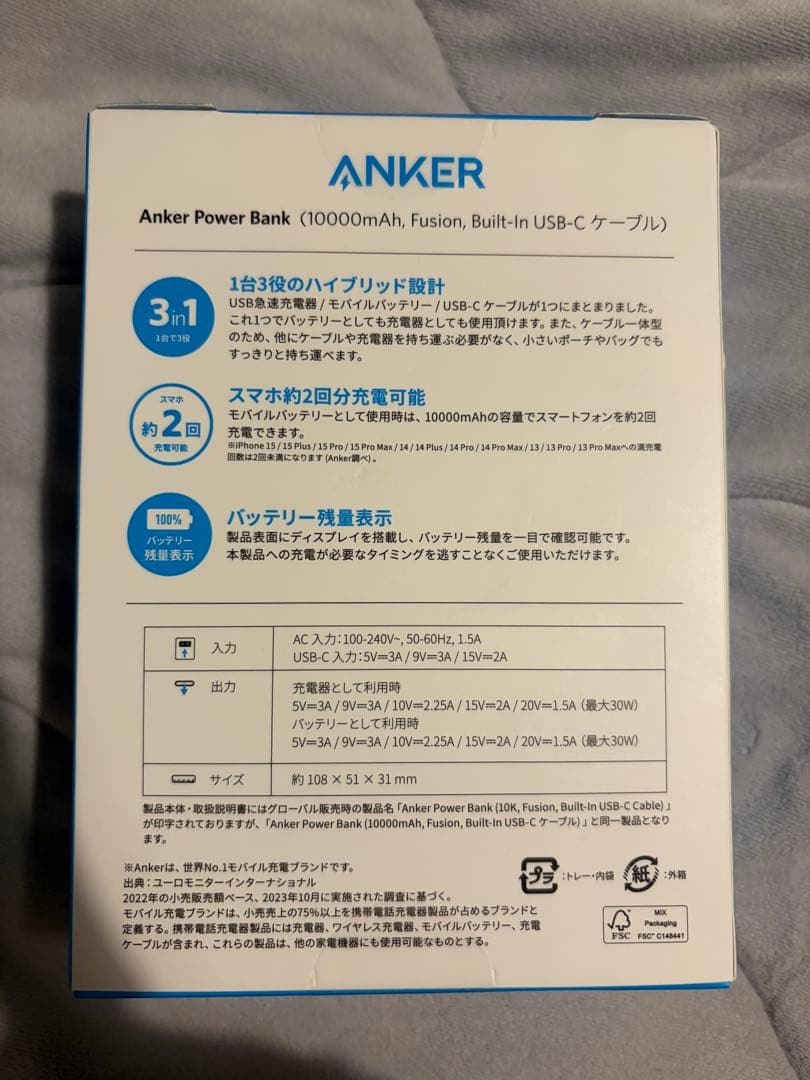 ANKER
Anker Power Bank（10000mAh, Fusion, Built-In USB-C ケーブル）
3in1
1台で3役
1台3役のハイブリッド設計
USB急速充電器 / モバイルバッテリー / USB-C ケーブルが1つにまとまりました。
これ1つでバッテリーとしても充電器としても使用頂けます。また、ケーブル一体型
のため、他にケーブルや充電器を持ち運ぶ必要がなく、小さいポーチやバッグでも
すっきりと持ち運べます。
スマホ
約2回
充電可能
スマホ約2回分充電可能
モバイルバッテリーとして使用時は、10000mAhの容量でスマートフォンを約2回
充電できます。
※iPhone 15 / 15 Plus / 15 Pro / 15 Pro Max / 14 / 14 Plus / 14 Pro / 14 Pro Max / 13 / 13 Pro / 13 Pro Maxへの満充電
回数は2回未満になります (Anker調べ) 。
100%
バッテリー
残量表示
バッテリー残量表示
製品表面にディスプレイを搭載し、バッテリー残量を一目で確認可能です。
本製品への充電が必要なタイミングを逃すことなくご使用いただけます。
入力
AC 入力：100-240V~, 50-60Hz, 1.5A
USB-C 入力：5V⎓3A / 9V⎓3A / 15V⎓2A
出力
充電器として利用時
5V⎓3A / 9V⎓3A / 10V⎓2.25A / 15V⎓2A / 20V⎓1.5A（最大30W）
バッテリーとして利用時
5V⎓3A / 9V⎓3A / 10V⎓2.25A / 15V⎓2A / 20V⎓1.5A（最大30W）
サイズ
約 108 × 51 × 31 mm
製品本体・取扱説明書にはグローバル販売時の製品名「Anker Power Bank (10K, Fusion, Built-In USB-C Cable) 」
が印字されておりますが、「Anker Power Bank (10000mAh, Fusion, Built-In USB-C ケーブル) 」と同一製品となり
ます。
※Ankerは、世界No.1モバイル充電ブランドです。
出典：ユーロモニターインターナショナル
2022年の小売販売額ベース、2023年10月に実施された調査に基づく。
モバイル充電ブランドは、小売売上の75%以上を携帯電話充電器製品が占めるブランドと
定義する。携帯電話充電器製品には充電器、ワイヤレス充電器、モバイルバッテリー、充電
ケーブルが含まれ、これらの製品は、他の家電機器にも使用可能なものとする。
プラ
：トレー・内袋
紙
：外箱
FSC
MIX
Packaging
FSC® C148441